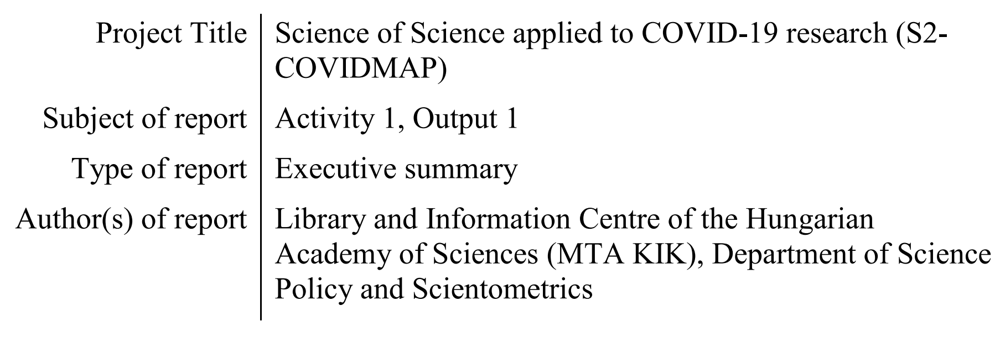 Project Title Science of Science applied to COVID-19 research (S2-
COVIDMAP)
Subject of report Activity 1, Output 1
Type of report Executive summary
Author(s) of report Library and Information Centre of the Hungarian
Academy of Sciences (MTA KIK), Department of Science
Policy and Scientometrics